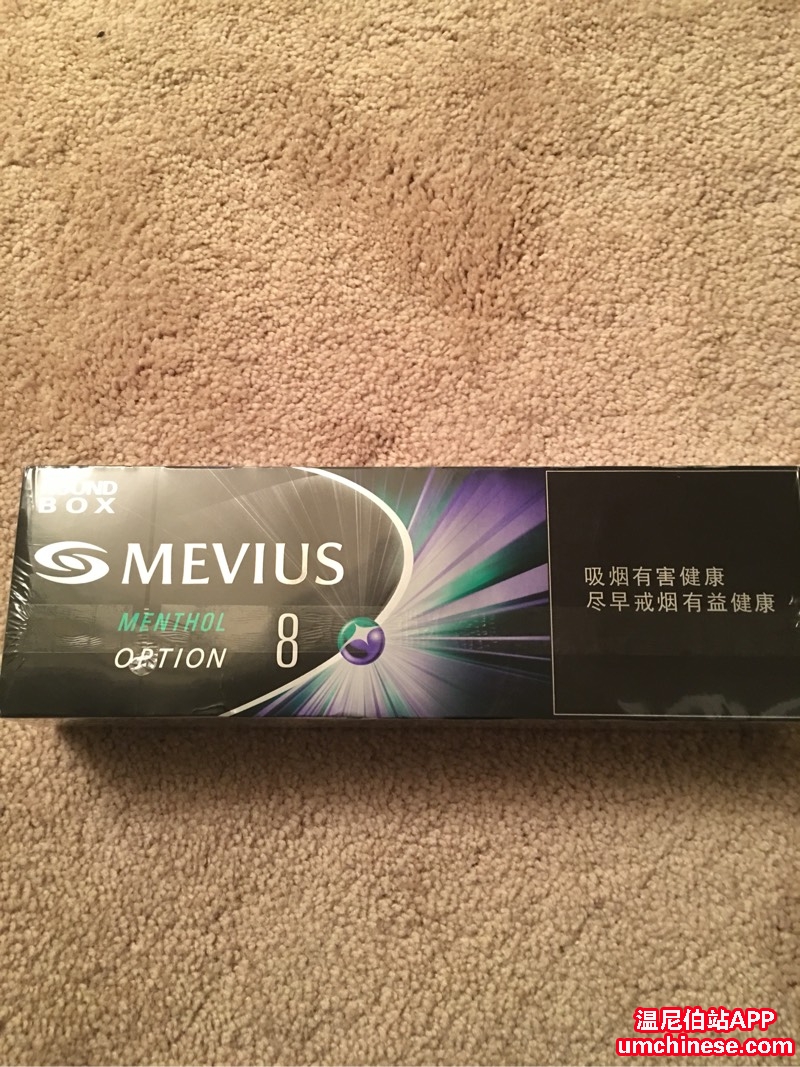 ROUND
BOX
MEVIUS
MENTHOL
OPTION 8
吸烟有害健康
尽早戒烟有益健康
温尼伯站APP
umchinese.com